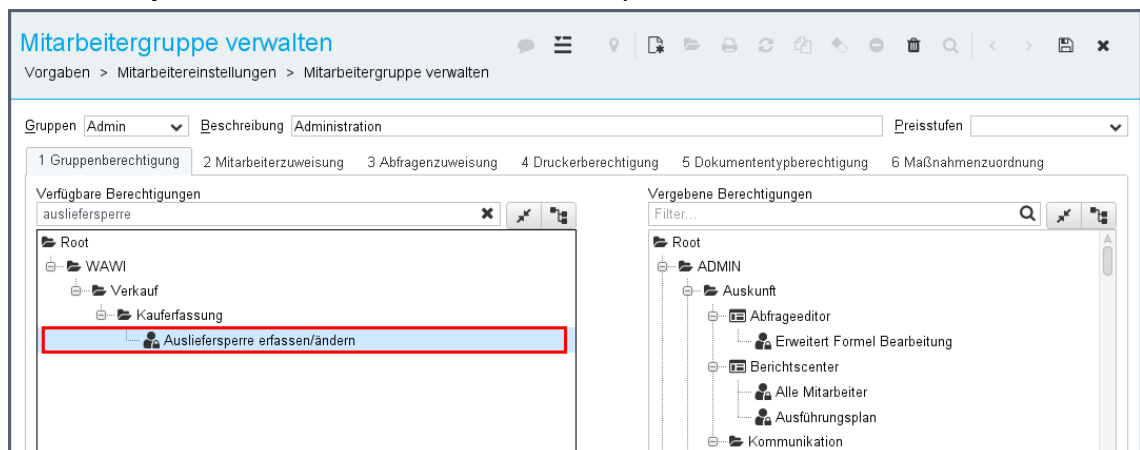 Mitarbeitergruppe verwalten
Vorgaben > Mitarbeitereinstellungen > Mitarbeitergruppe verwalten
Gruppen Admin Beschreibung Administration Preisstufen
1 Gruppenberechtigung 2 Mitarbeiterzuweisung 3 Abfragenzuweisung 4 Druckerberechtigung 5 Dokumententypberechtigung 6 Maßnahmenzuordnung
Verfügbare Berechtigungen
ausliefersperre
Root
WAWI
Verkauf
Kauferfassung
Ausliefersperre erfassen/ändern
Vergebene Berechtigungen
Filter...
Root
ADMIN
Auskunft
Abfrageeditor
Erweitert Formel Bearbeitung
Berichtscenter
Alle Mitarbeiter
Ausführungsplan
Kommunikation